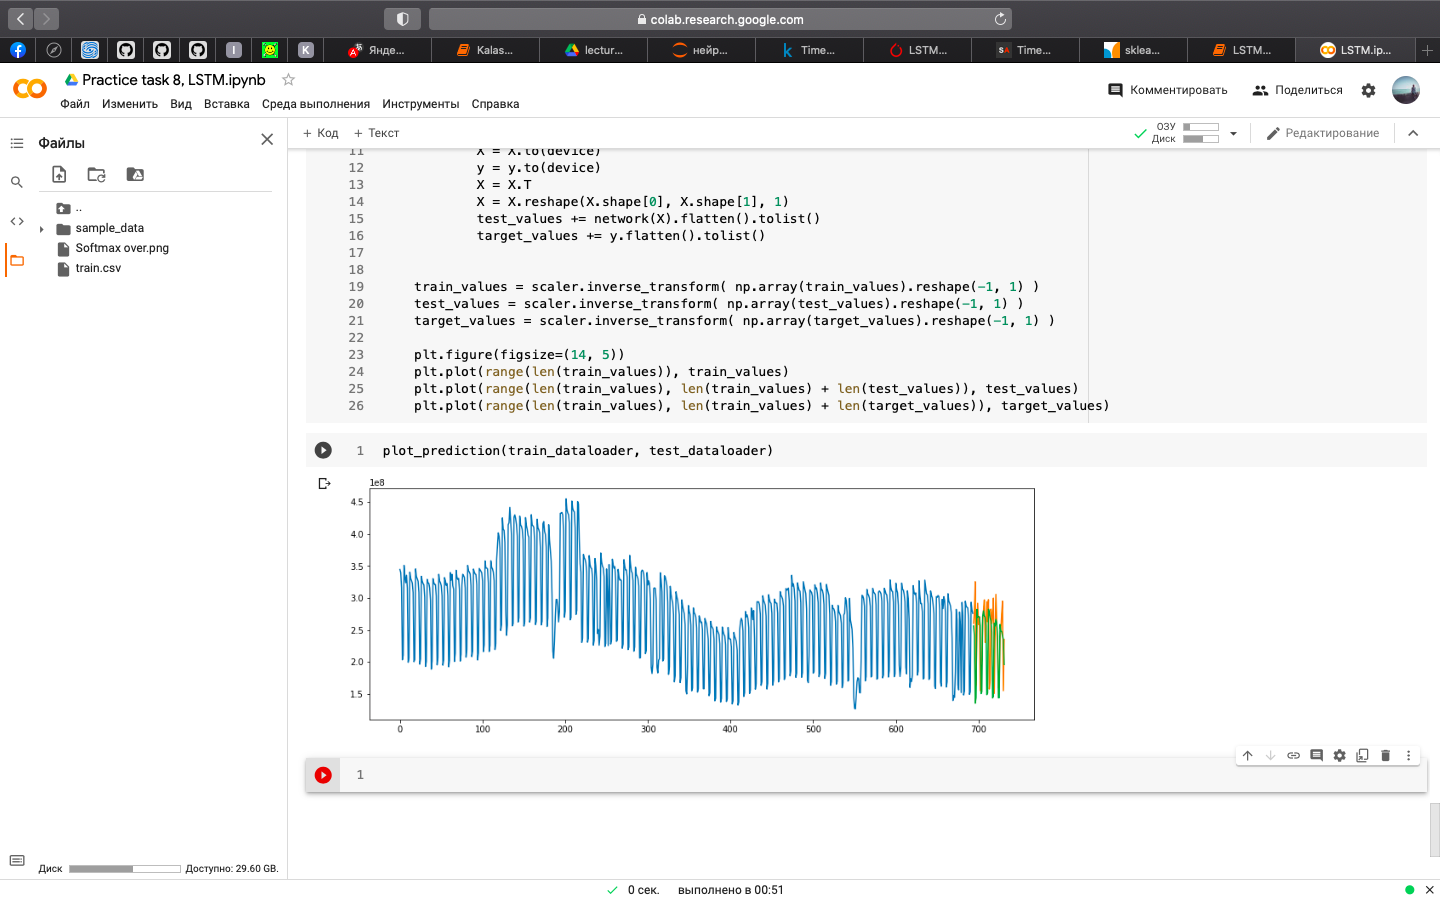 colab.research.google.com
I
K
Янде...
Kalas...
lectur...
нейр...
k
Time...
LSTM...
SA
Time...
sklea...
LSTM...
LSTM.ip...
Practice task 8, LSTM.ipynb
Комментировать
Поделиться
Файл Изменить Вид Вставка Среда выполнения Инструменты Справка
Файлы
+ Код + Текст
ОЗУ
Диск
Редактирование
..
sample_data
Softmax over.png
train.csv
11 X = X.to(device)
12 y = y.to(device)
13 X = X.T
14 X = X.reshape(X.shape[0], X.shape[1], 1)
15 test_values += network(X).flatten().tolist()
16 target_values += y.flatten().tolist()
17
18
19 train_values = scaler.inverse_transform( np.array(train_values).reshape(-1, 1) )
20 test_values = scaler.inverse_transform( np.array(test_values).reshape(-1, 1) )
21 target_values = scaler.inverse_transform( np.array(target_values).reshape(-1, 1) )
22
23 plt.figure(figsize=(14, 5))
24 plt.plot(range(len(train_values)), train_values)
25 plt.plot(range(len(train_values), len(train_values) + len(test_values)), test_values)
26 plt.plot(range(len(train_values), len(train_values) + len(target_values)), target_values)
1 plot_prediction(train_dataloader, test_dataloader)
1e8
4.5
4.0
3.5
3.0
2.5
2.0
1.5
0 100 200 300 400 500 600 700
1
Диск Доступно: 29.60 GB.
0 сек. выполнено в 00:51